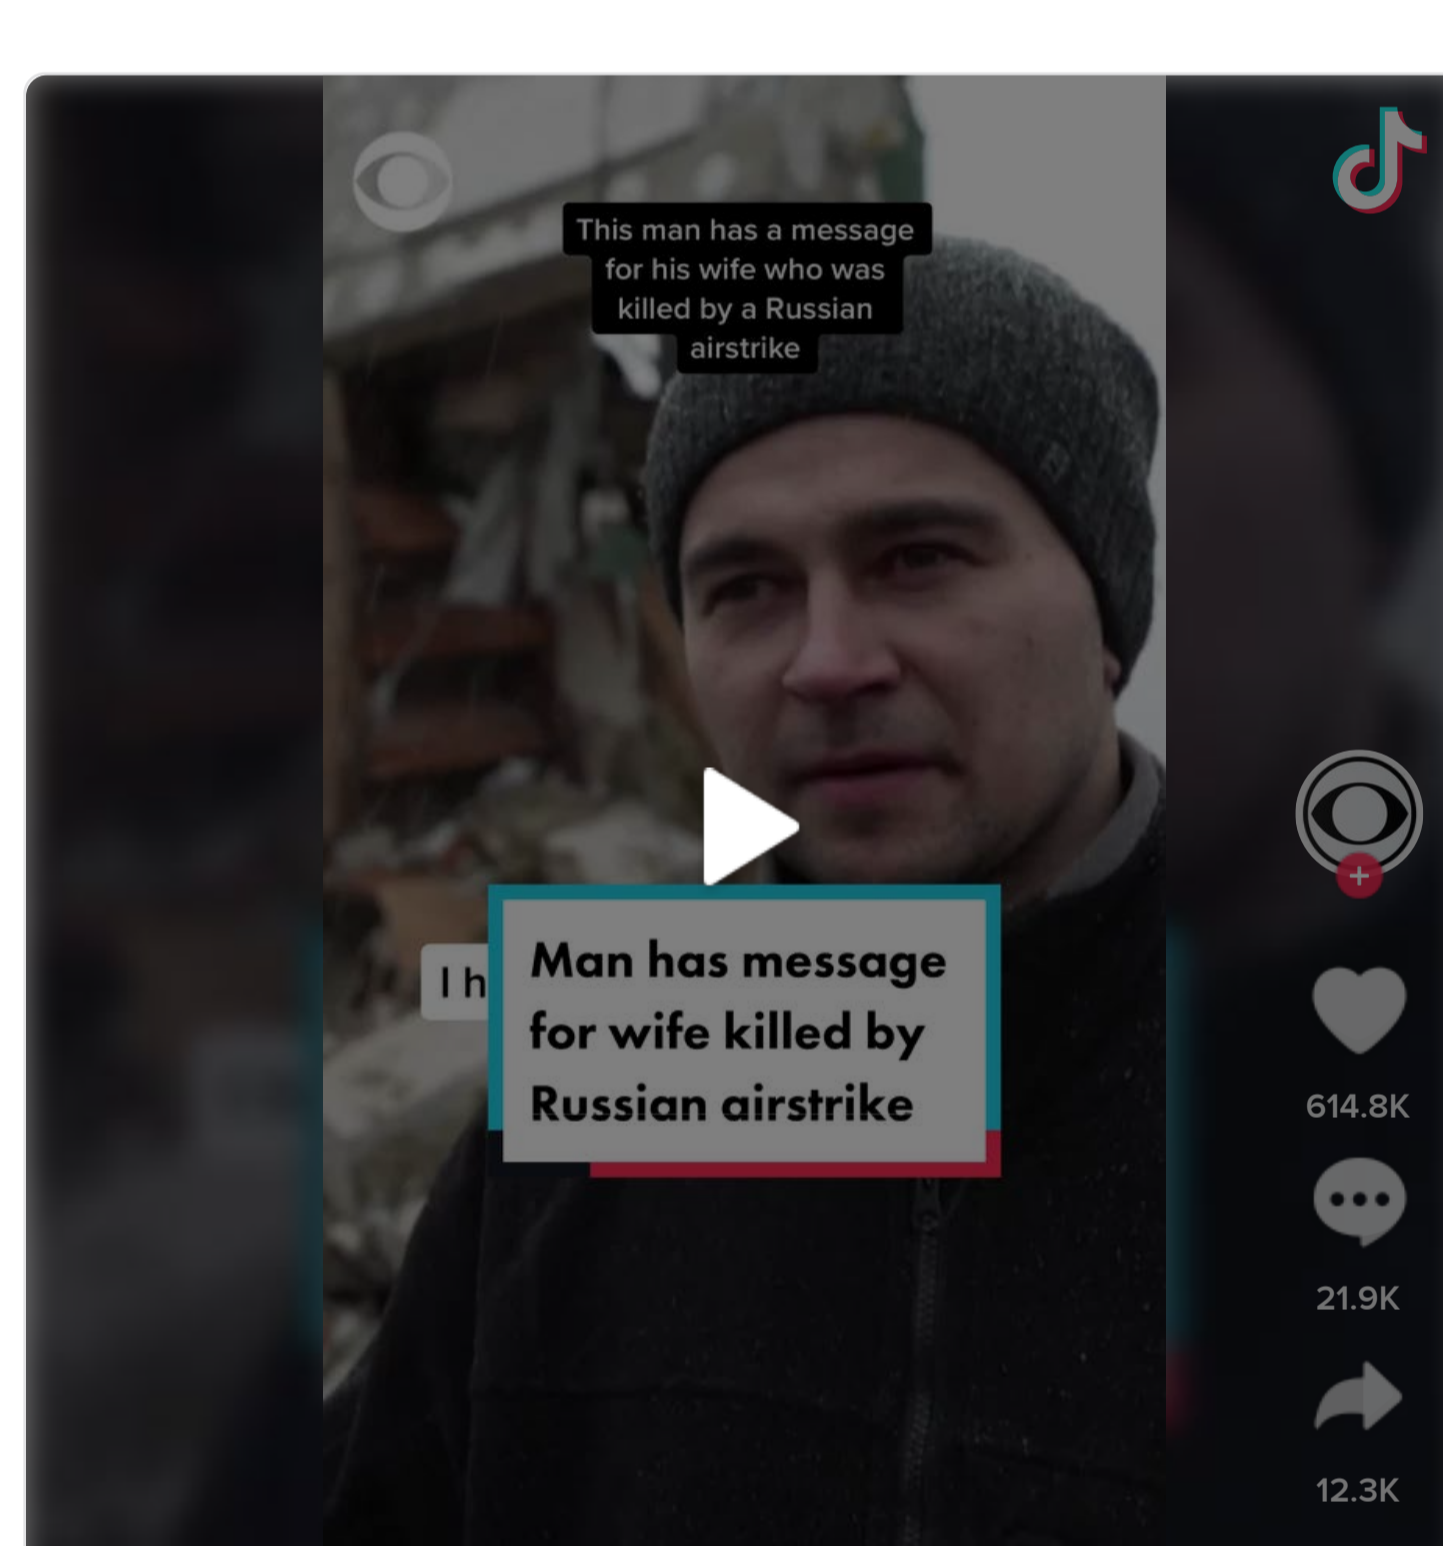 This man has a message
for his wife who was
killed by a Russian
airstrike
I h
Man has message
for wife killed by
Russian airstrike
614.8K
21.9K
12.3K